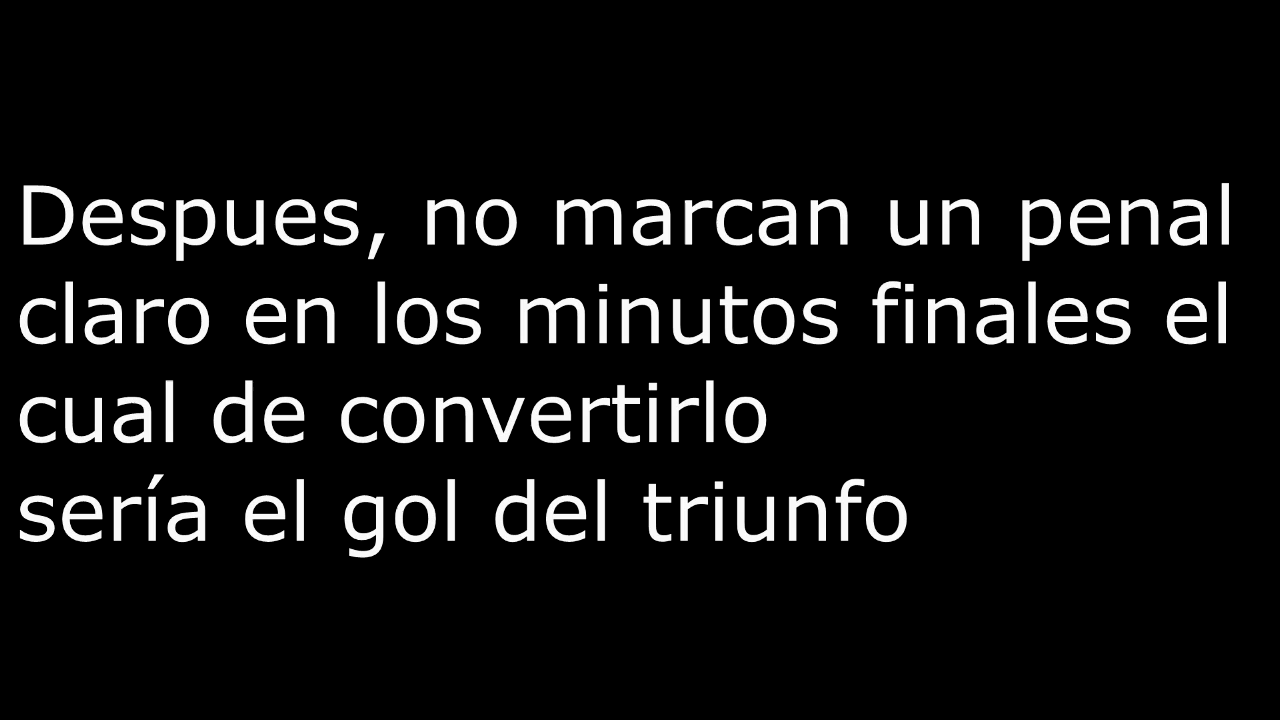 Despues, no marcan un penal
claro en los minutos finales el
cual de convertirlo
sería el gol del triunfo